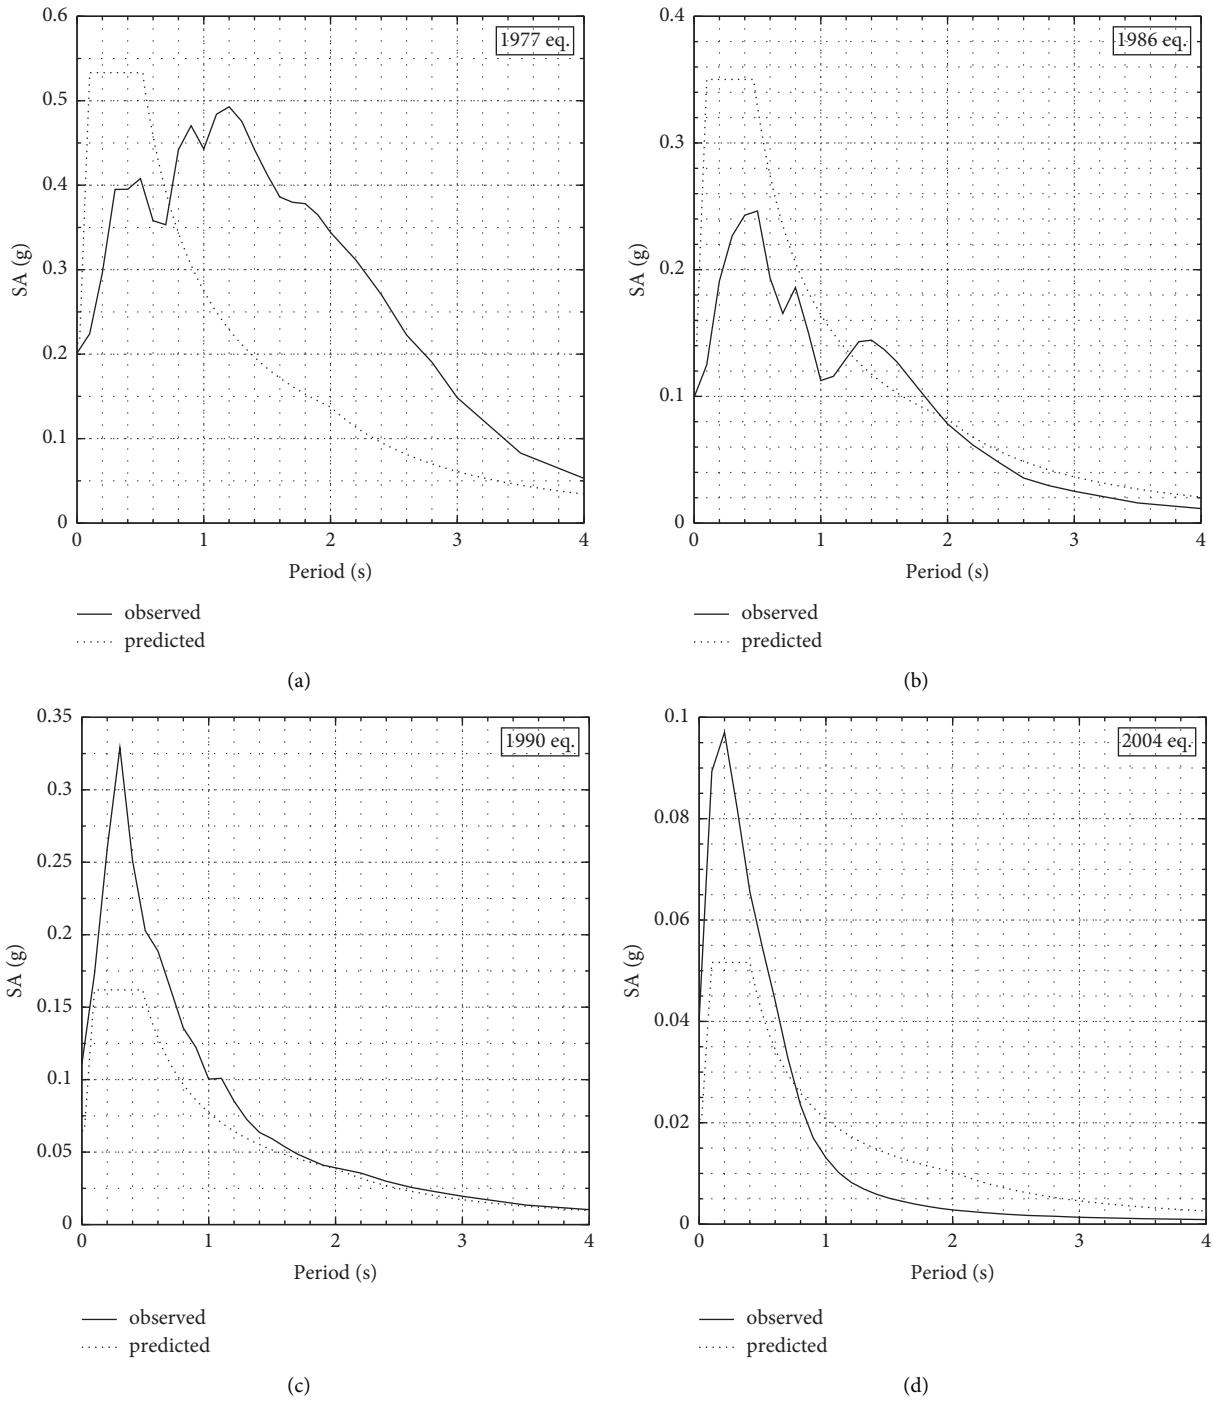 0.6
0.5
0.4
0.3
0.2
0.1
0
SA (g)
1977 eq.
0 1 2 3 4
Period (s)
observed
predicted
(a)
0.4
0.3
0.2
0.1
0
SA (g)
1986 eq.
0 1 2 3 4
Period (s)
observed
predicted
(b)
0.35
0.3
0.25
0.2
0.15
0.1
0.05
0
SA (g)
1990 eq.
0 1 2 3 4
Period (s)
observed
predicted
(c)
0.1
0.08
0.06
0.04
0.02
0
SA (g)
2004 eq.
0 1 2 3 4
Period (s)
observed
predicted
(d)